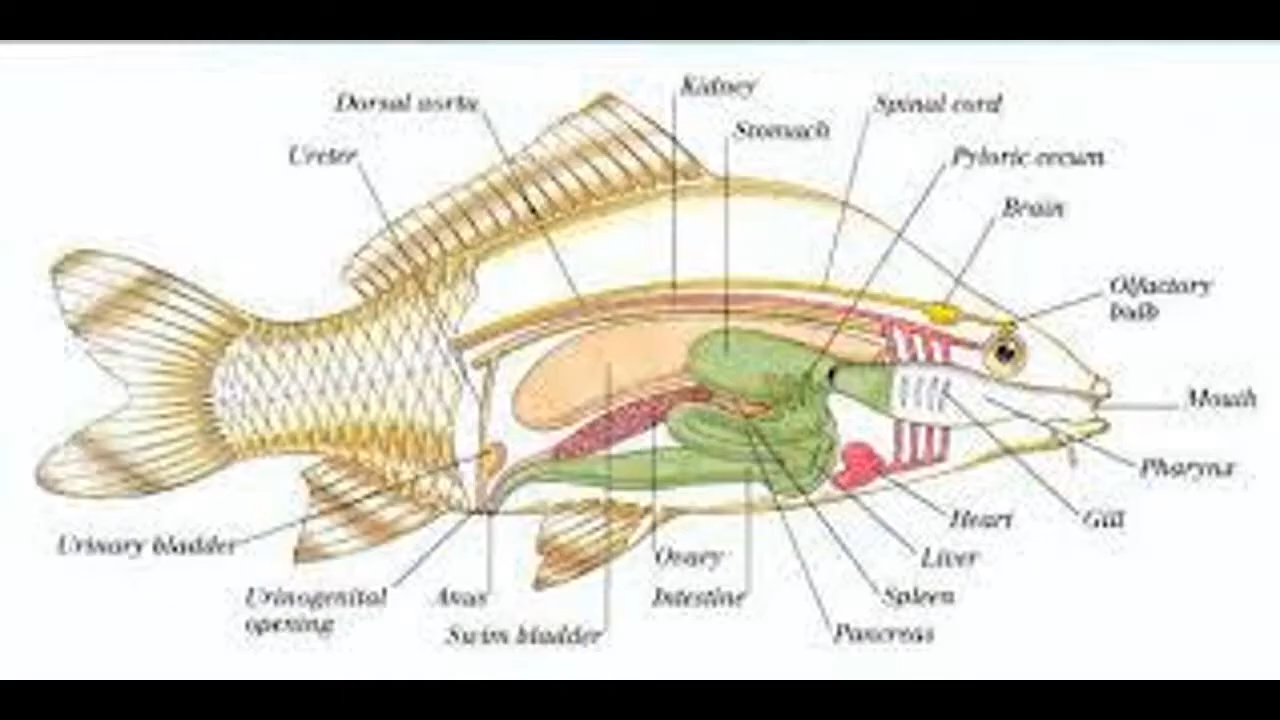 Kidney
Dorsal aorta
Spinal cord
Stomach
Ureter
Pyloric cecum
Brain
Olfactory
bulb
Mouth
Pharynx
Heart
Gill
Urinary bladder
Ovary
Liver
Urinogenital
opening
Anus
Intestine
Spleen
Swim bladder
Pancreas